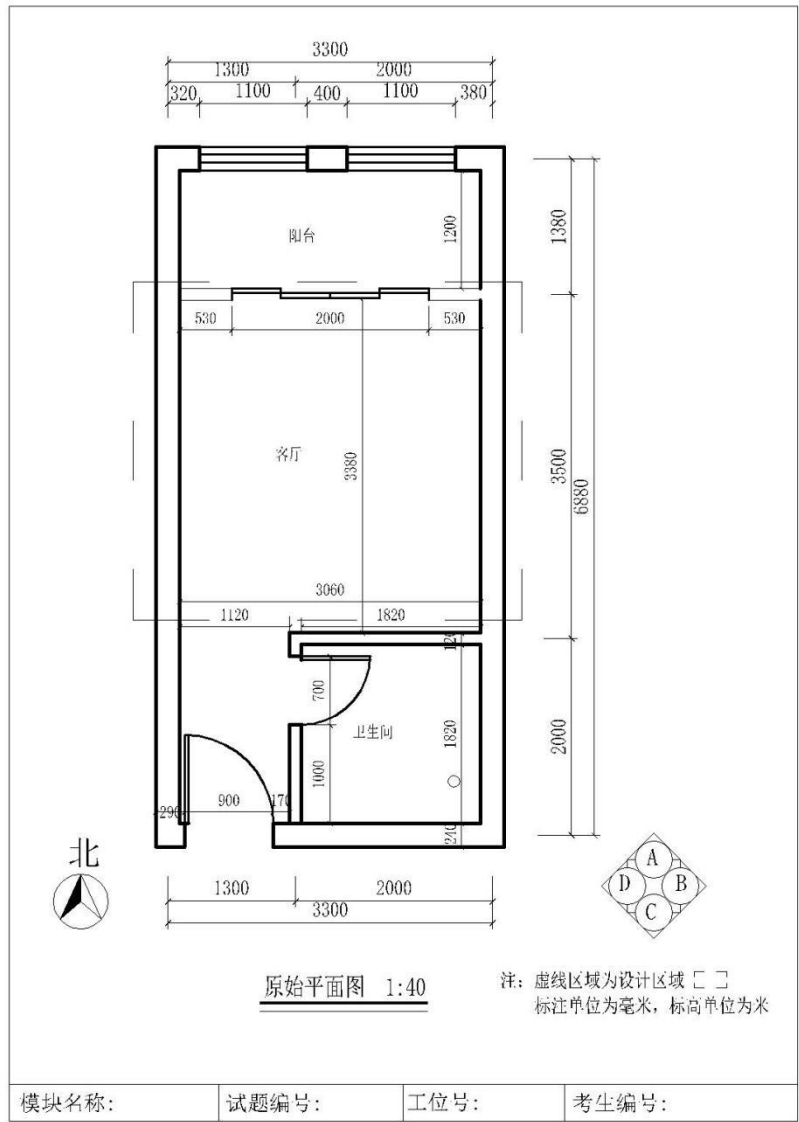 3300
1300 2000
320 1100 400 1100 380
阳台
1200
1380
530 2000 530
客厅
3380
3500
6880
3060
1120 1820
120
700
卫生间
1820
2000
1000
290 900 170
240
北
1300 2000
3300
A
D B
C
原始平面图 1:40
注: 虚线区域为设计区域
标注单位为毫米, 标高单位为米
模块名称: 试题编号: 工位号: 考生编号: